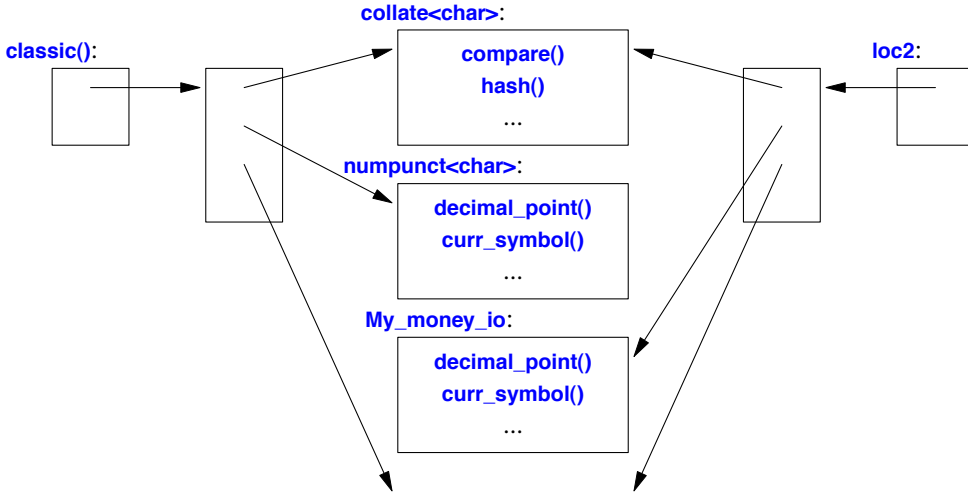 collate<char>:
classic():
loc2:
compare()
hash()
...
numpunct<char>:
decimal_point()
curr_symbol()
...
My_money_io:
decimal_point()
curr_symbol()
...